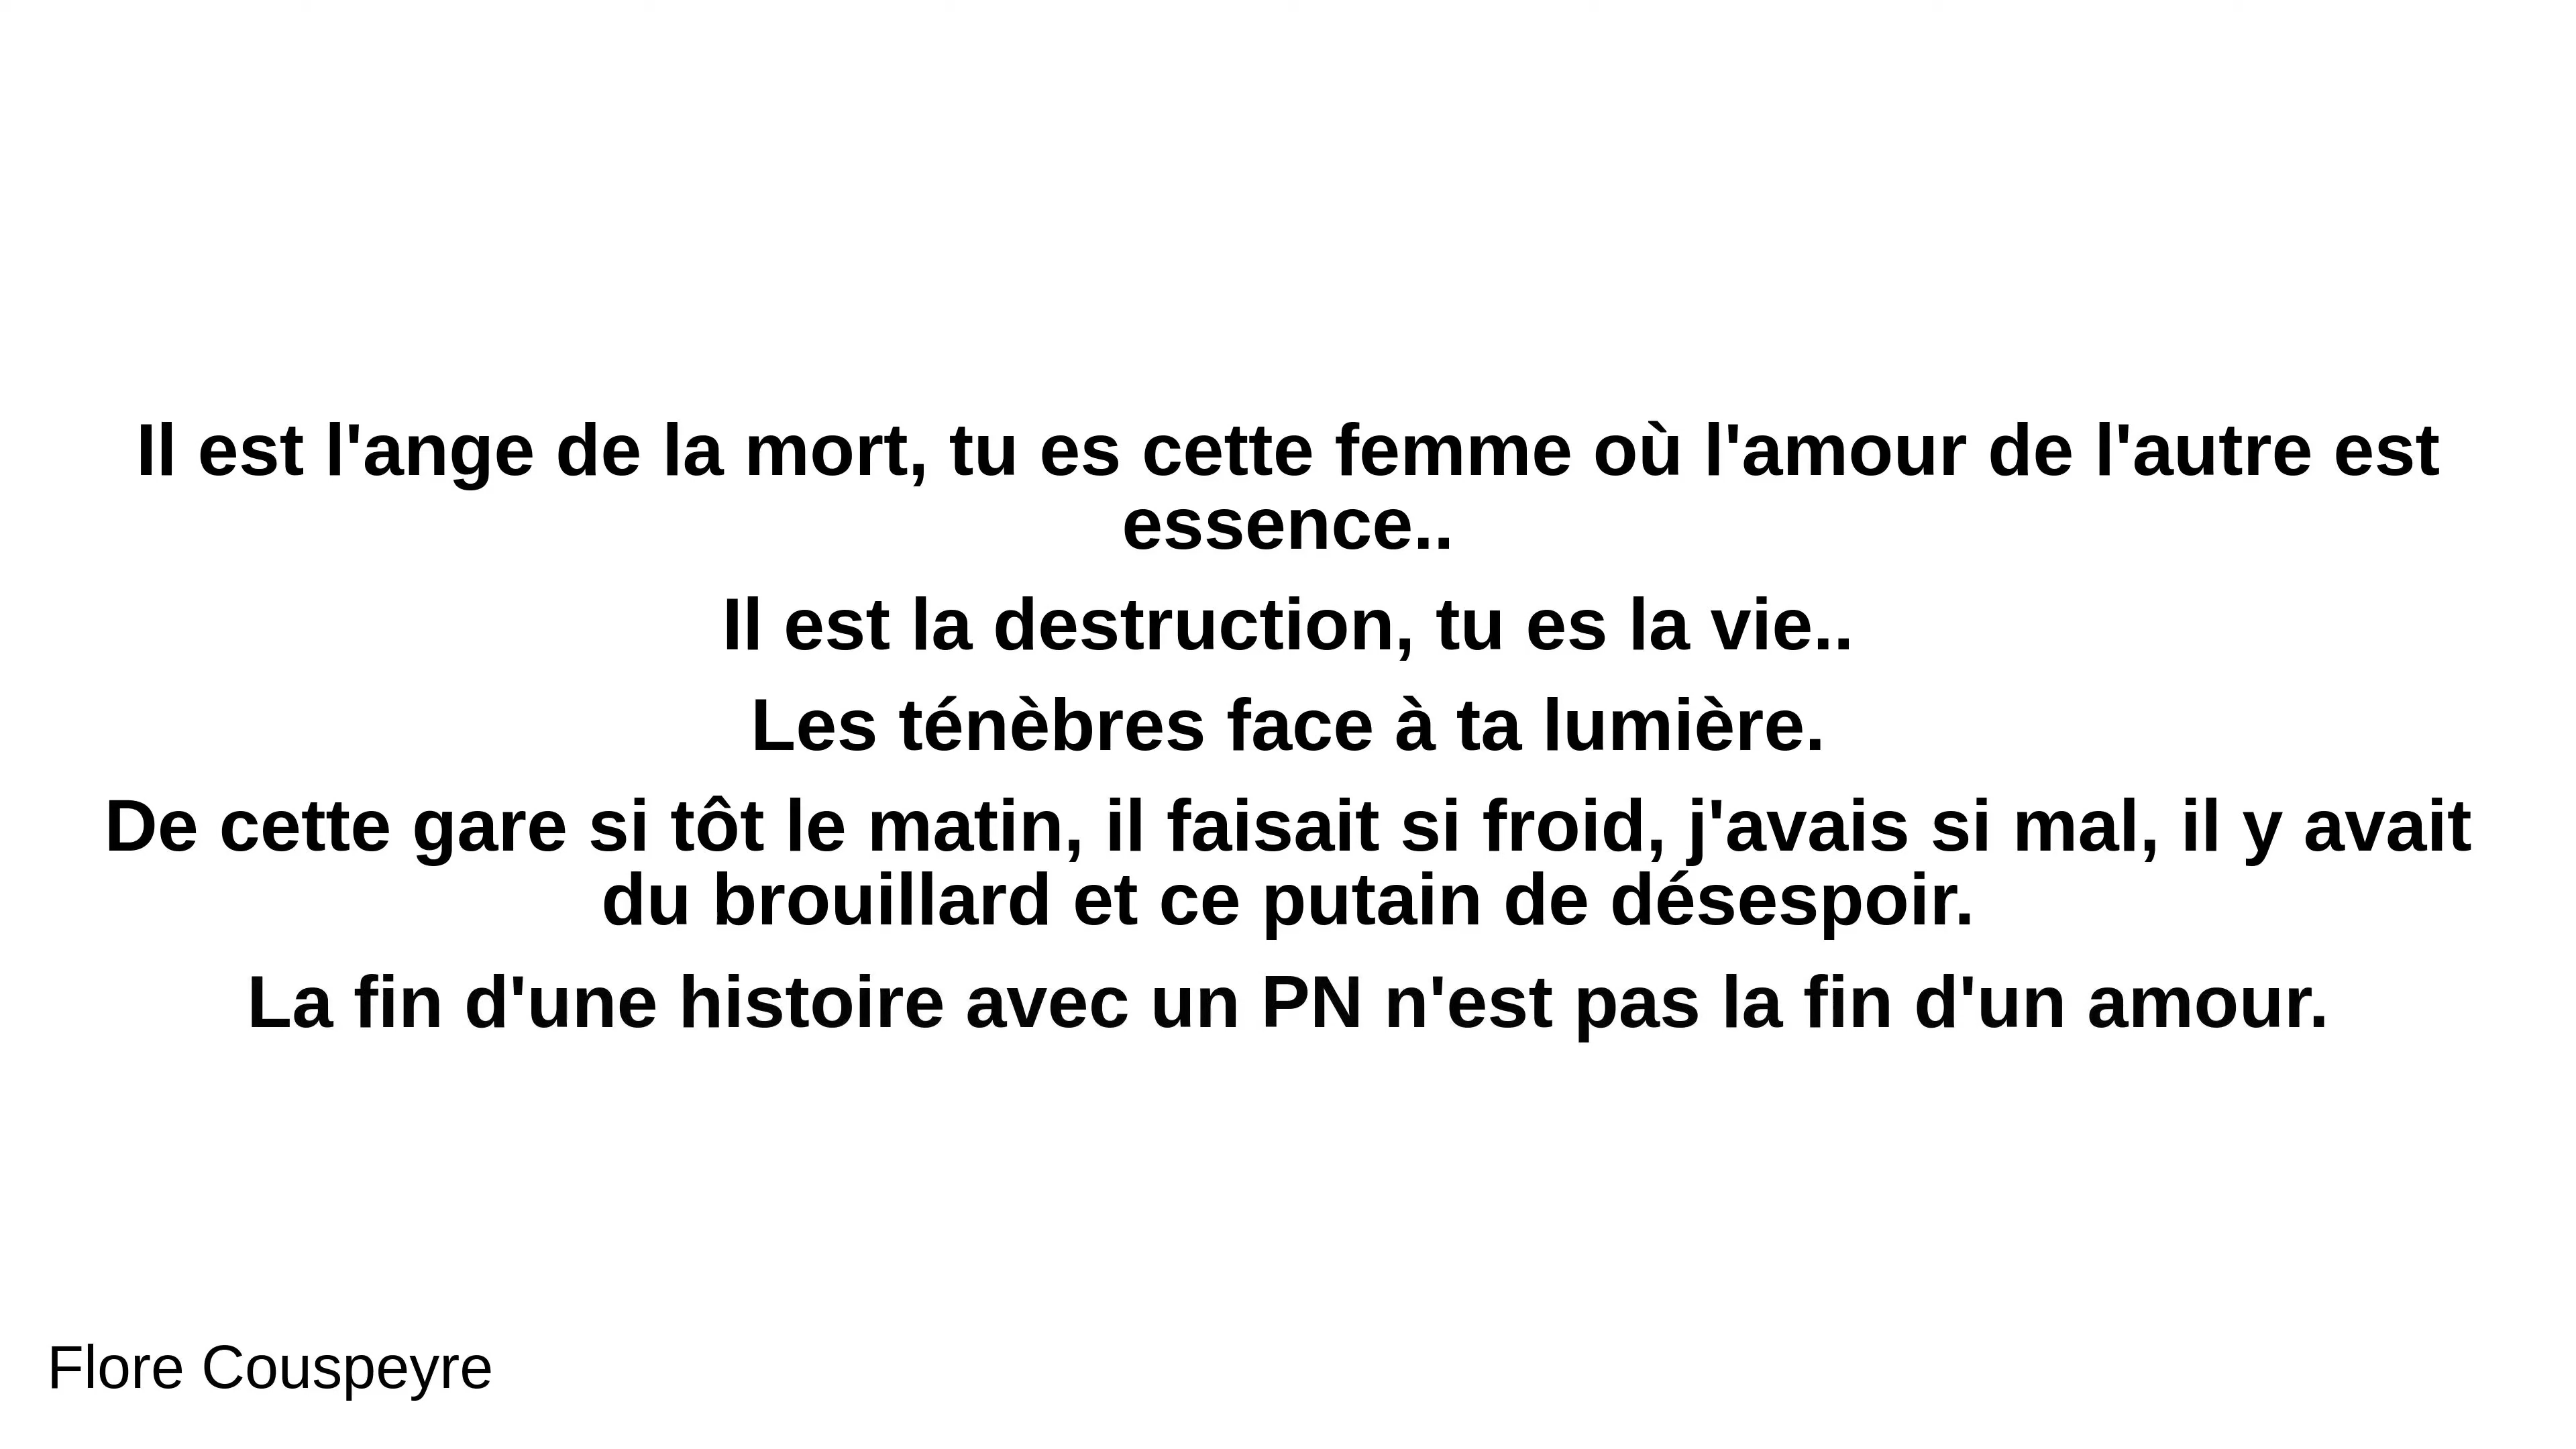 Il est l'ange de la mort, tu es cette femme où l'amour de l'autre est
essence..
Il est la destruction, tu es la vie..
Les ténèbres face à ta lumière.
De cette gare si tôt le matin, il faisait si froid, j'avais si mal, il y avait
du brouillard et ce putain de désespoir.
La fin d'une histoire avec un PN n'est pas la fin d'un amour.
Flore Couspeyre